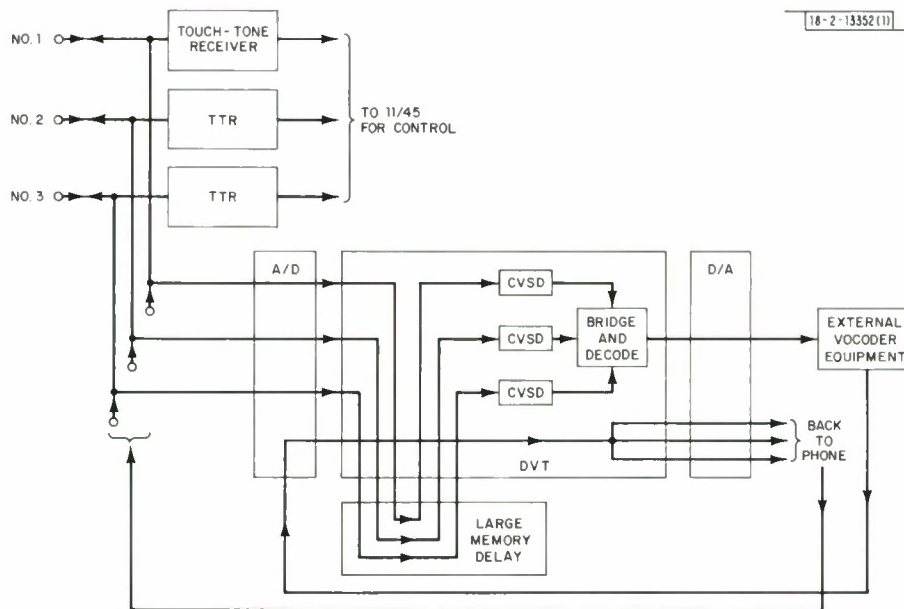 18-2-13352(1)
NO. 1
TOUCH-TONE
RECEIVER
NO. 2
TTR
TO 11/45
FOR CONTROL
NO. 3
TTR
A/D
D/A
CVSD
CVSD
CVSD
BRIDGE
AND
DECODE
EXTERNAL
VOCODER
EQUIPMENT
BACK
TO
PHONE
DVT
LARGE
MEMORY
DELAY